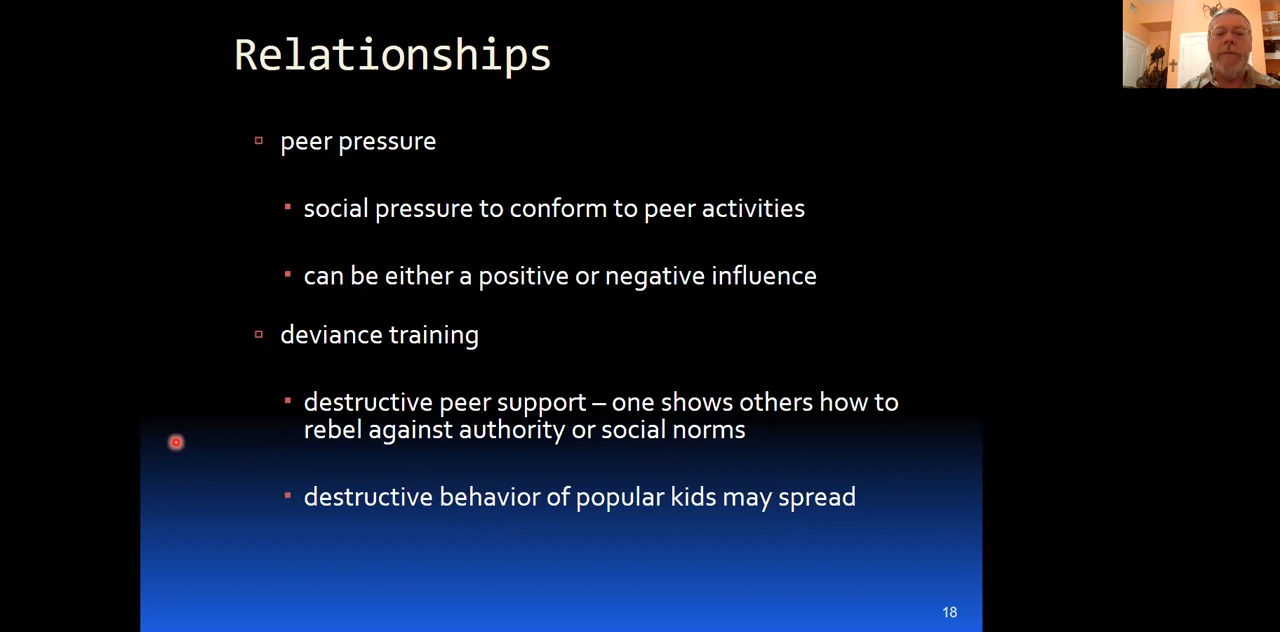 Relationships
peer pressure
social pressure to conform to peer activities
can be either a positive or negative influence
deviance training
destructive peer support – one shows others how to
rebel against authority or social norms
destructive behavior of popular kids may spread
18